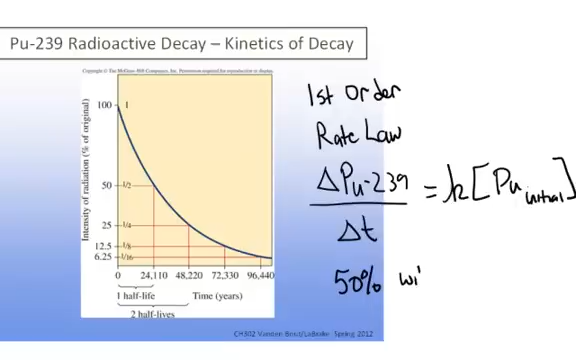 Pu-239 Radioactive Decay – Kinetics of Decay
Copyright © The McGraw-Hill Companies, Inc. Permission required for reproduction or display.
Intensity of radiation (% of original)
100 1
50 1/2
25 1/4
12.5 1/8
6.25 1/16
0 24,110 48,220 72,330 96,440
1 half-life Time (years)
2 half-lives
1st Order
Rate Law
ΔPu-239 = k[Pu initial]
Δt
50% wi
CH302 Vanden Bout/LaBrake Spring 2012